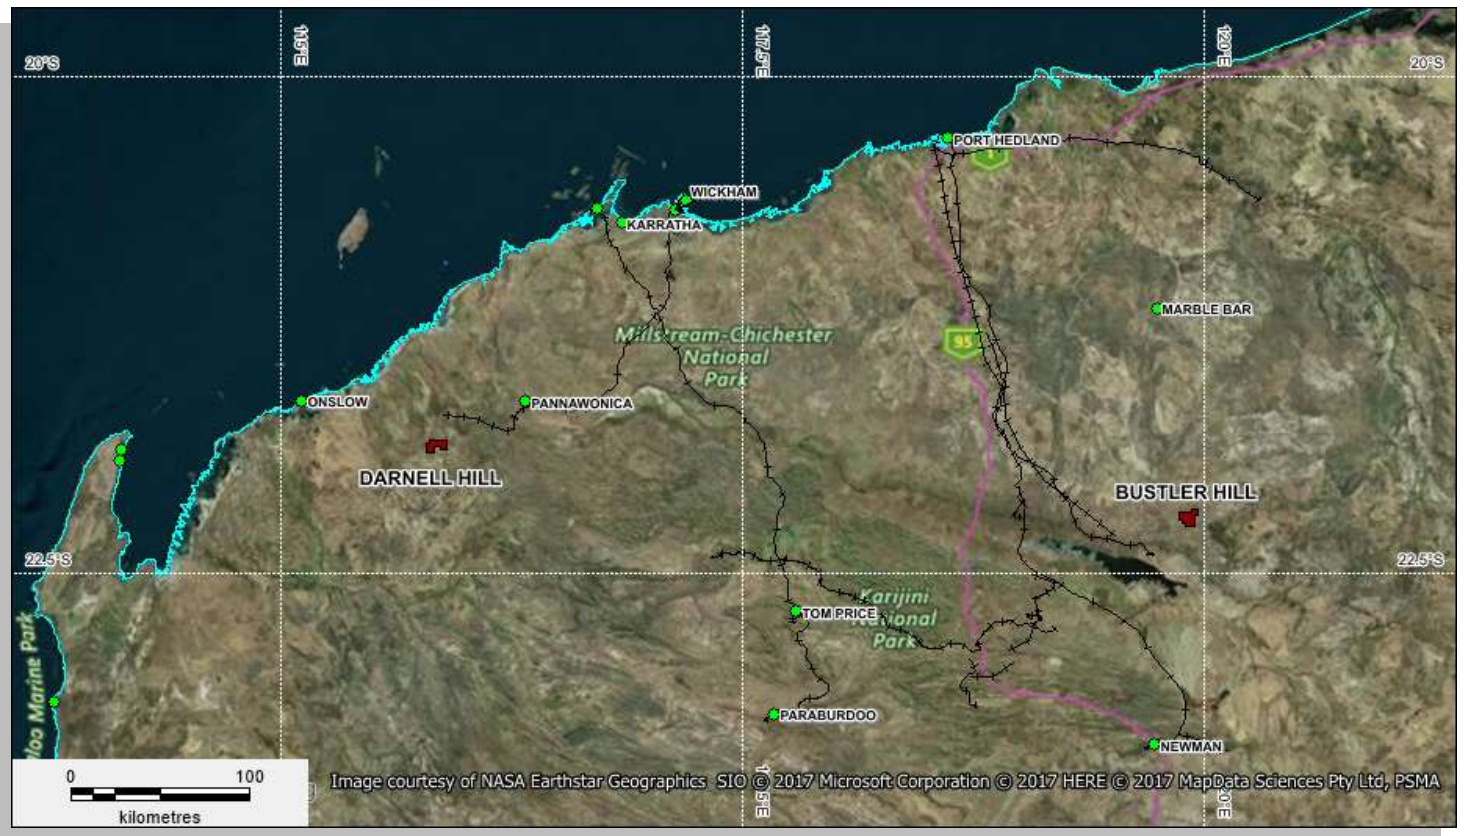 115°E
117.5°E
120°E
20°S
20°S
PORT HEDLAND
1
WICKHAM
KARRATHA
MARBLE BAR
Millstream-Chichester
National
Park
95
ONSLOW
PANNAWONICA
DARNELL HILL
BUSTLER HILL
22.5°S
22.5°S
Karijini
National
Park
TOM PRICE
loo Marine Park
PARABURDOO
NEWMAN
0 100
kilometres
Image courtesy of NASA Earthstar Geographics SIO © 2017 Microsoft Corporation © 2017 HERE © 2017 MapData Sciences Pty Ltd, PSMA